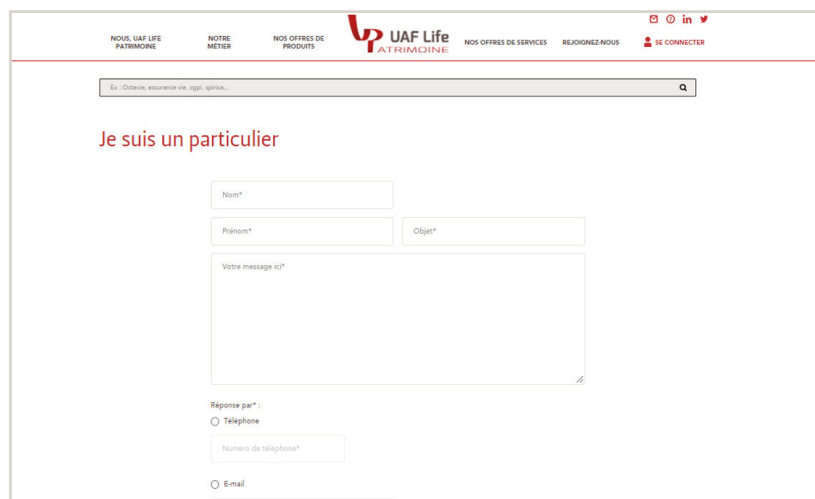 NOUS, UAF LIFE
PATRIMOINE
NOTRE
MÉTIER
NOS OFFRES DE
PRODUITS
UAF Life
PATRIMOINE
NOS OFFRES DE SERVICES
REJOIGNEZ-NOUS
SE CONNECTER
Ex : Octavie, assurance vie, cgpi, spirica...
Je suis un particulier
Nom*
Prénom*
Objet*
Votre message ici*
Réponse par* :
Téléphone
Numéro de téléphone*
E-mail